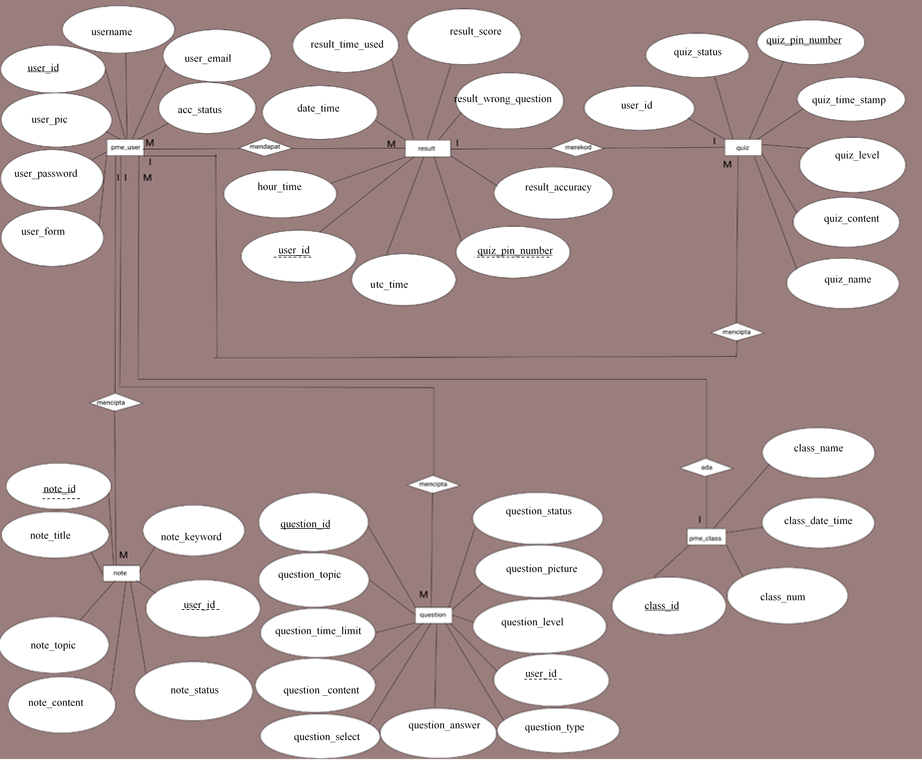 username
user_id
user_email
user_pic
acc_status
user_password
user_form
pme_user
M
I
I I
M
mendapat
M
result_time_used
result_score
date_time
result_wrong_question
result
I
hour_time
result_accuracy
user_id
quiz_pin_number
utc_time
merekod
I
quiz_status
quiz_pin_number
user_id
quiz_time_stamp
quiz
M
quiz_level
quiz_content
quiz_name
mencipta
mencipta
note_id
note_title
note_keyword
M
note
user_id
note_topic
note_content
note_status
mencipta
question_id
question_status
question_topic
question_picture
M
question
question_time_limit
question_level
question _content
user_id
question_select
question_answer
question_type
ada
I
pme_class
class_name
class_date_time
class_id
class_num